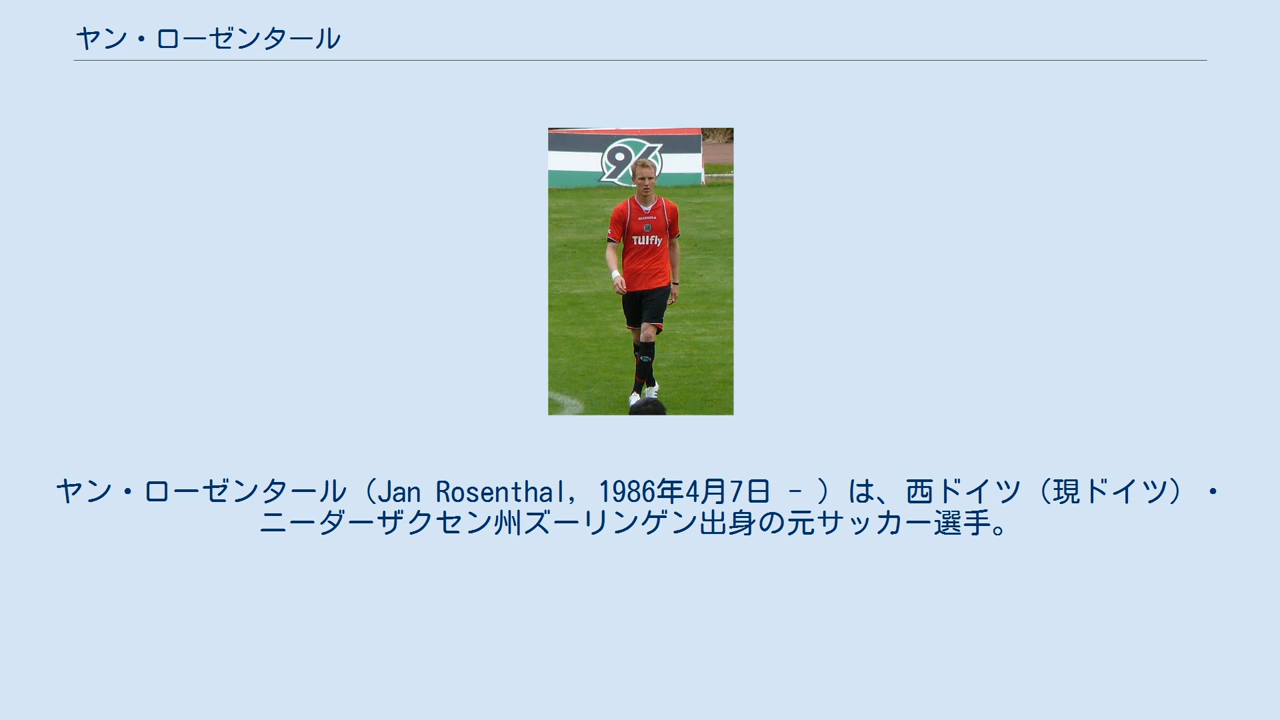 ヤン・ローゼンタール
96
TUIfly
ヤン・ローゼンタール（Jan Rosenthal, 1986年4月7日 - ）は、西ドイツ（現ドイツ）・
ニーダーザクセン州ズーリンゲン出身の元サッカー選手。